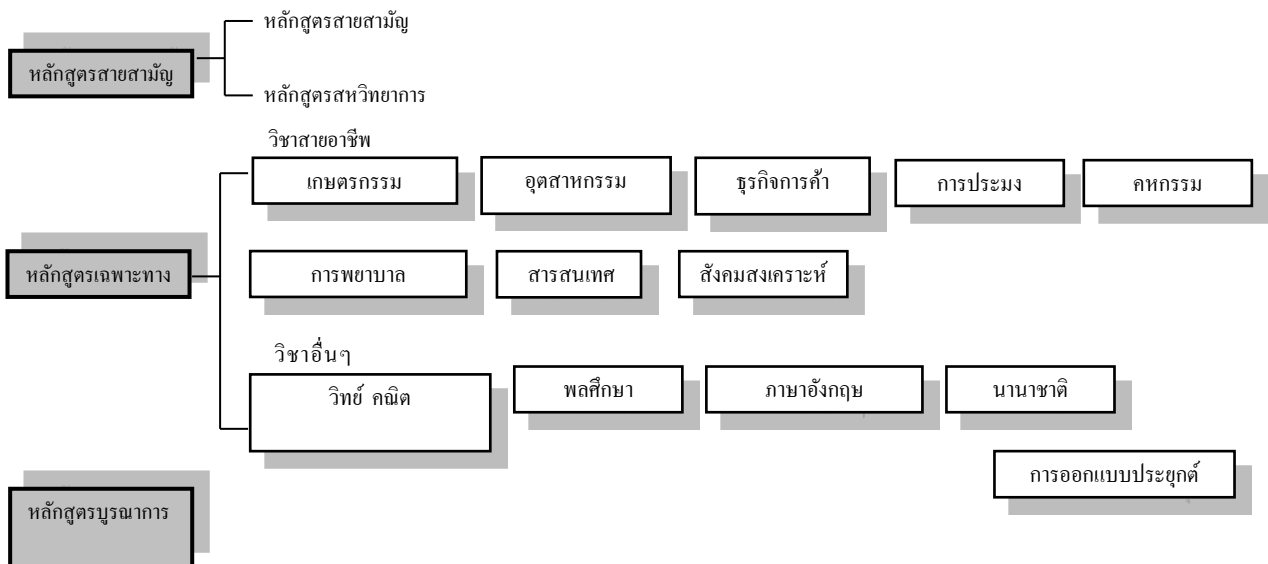 หลักสูตรสายสามัญ
หลักสูตรสายสามัญ
หลักสูตรสหวิทยาการ
วิชาสายอาชีพ
เกษตรกรรม
อุตสาหกรรม
ธุรกิจการค้า
การประมง
คหกรรม
หลักสูตรเฉพาะทาง
การพยาบาล
สารสนเทศ
สังคมสงเคราะห์
วิชาอื่นๆ
วิทย์ คณิต
พลศึกษา
ภาษาอังกฤษ
นานาชาติ
การออกแบบประยุกต์
หลักสูตรบูรณาการ